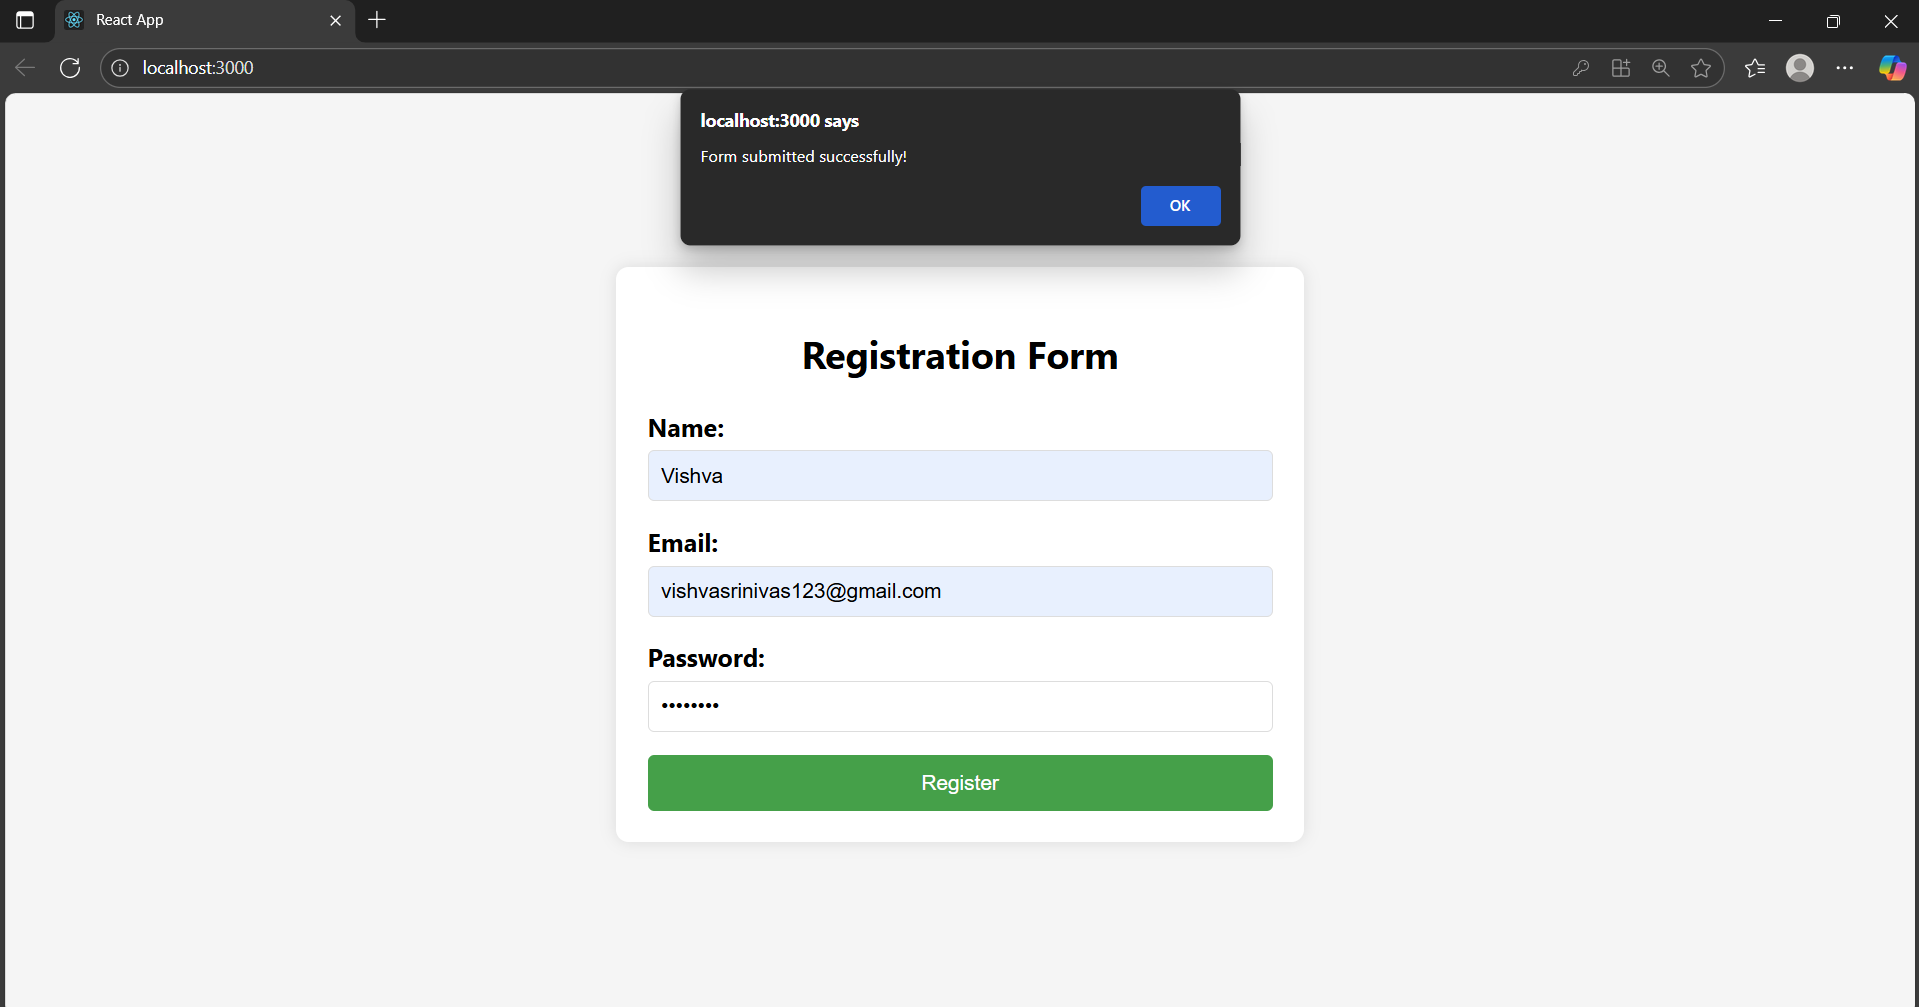 React App
localhost:3000
localhost:3000 says
Form submitted successfully!
OK
Registration Form
Name:
Vishva
Email:
vishvasrinivas123@gmail.com
Password:
••••••••
Register